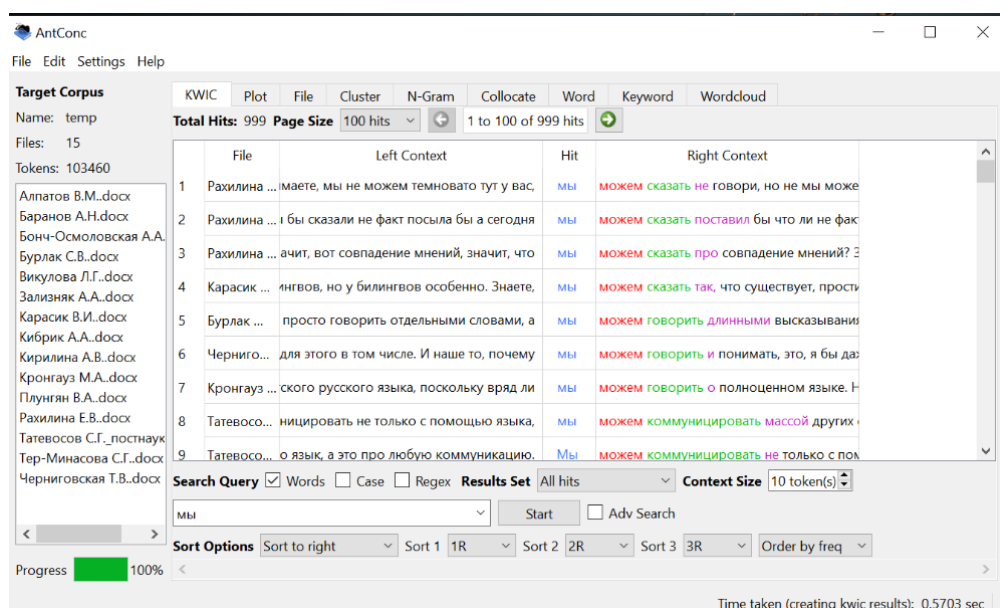 AntConc
File Edit Settings Help
Target Corpus
Name: temp
Files: 15
Tokens: 103460
Алпатов В.М..docx
Баранов А.Н.docx
Бонч-Осмоловская А.А.
Бурлак С.В..docx
Викулова Л.Г..docx
Зализняк А.А..docx
Карасик В.И..docx
Кибрик А.А..docx
Кирилина А.В..docx
Кронгауз М.А..docx
Плунгян В.А..docx
Рахилина Е.В..docx
Татевосов С.Г._постнаук
Тер-Минасова С.Г..docx
Черниговская Т.В..docx
Progress 100%
KWIC Plot File Cluster N-Gram Collocate Word Keyword Wordcloud
Total Hits: 999 Page Size 100 hits 1 to 100 of 999 hits
File Left Context Hit Right Context
1 Рахилина ... маете, мы не можем темновато тут у вас, мы можем сказать не говори, но не мы може
2 Рахилина ... бы сказали не факт посыла бы а сегодня мы можем сказать поставил бы что ли не фак
3 Рахилина ... ачит, вот совпадение мнений, значит, что мы можем сказать про совпадение мнений?
4 Карасик ... нгвов, но у билингвов особенно. Знаете, мы можем сказать так, что существует, прости
5 Бурлак ... просто говорить отдельными словами, а мы можем говорить длинными высказывания
6 Черниго... для этого в том числе. И наше то, почему мы можем говорить и понимать, это, я бы да
7 Кронгауз ... ского русского языка, поскольку вряд ли мы можем говорить о полноценном языке.
8 Татевосо... ницировать не только с помощью языка, мы можем коммуницировать массой других
9 Татевосо... о язык, а это про любую коммуникацию. Мы можем коммуницировать не только с пом
Search Query Words Case Regex Results Set All hits Context Size 10 token(s)
мы Start Adv Search
Sort Options Sort to right Sort 1 1R Sort 2 2R Sort 3 3R Order by freq
Time taken (creating kwic results): 0.5703 sec